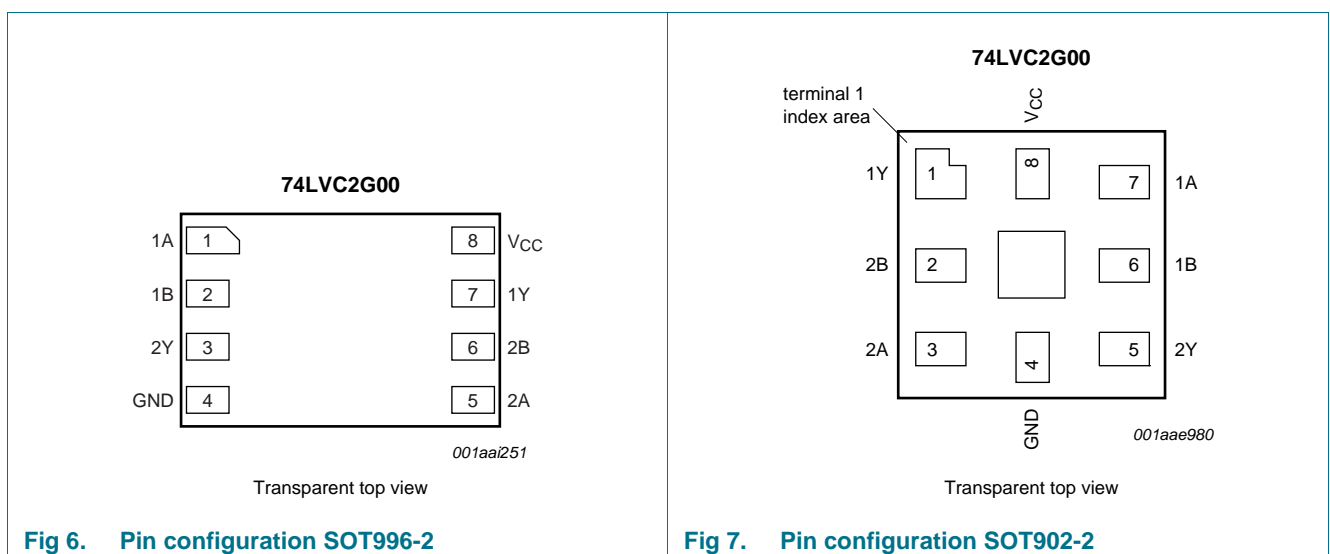 74LVC2G00
1A 1 8 VCC
1B 2 7 1Y
2Y 3 6 2B
GND 4 5 2A
001aai251
Transparent top view
Fig 6. Pin configuration SOT996-2
74LVC2G00
terminal 1
index area
VCC
1Y 1 8 7 1A
2B 2 6 1B
2A 3 4 5 2Y
GND
001aae980
Transparent top view
Fig 7. Pin configuration SOT902-2